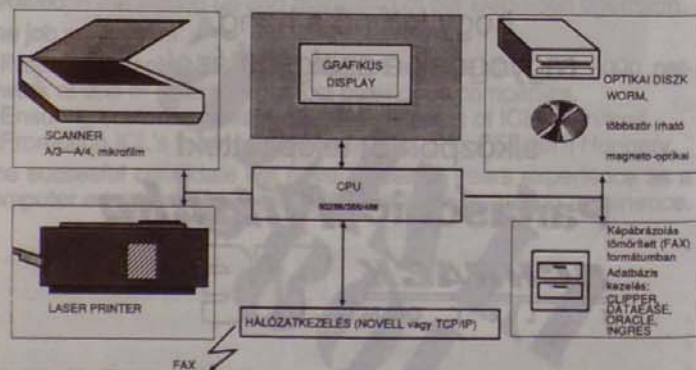 SCANNER
A/3—A/4, mikrofilm
GRAFIKUS
DISPLAY
OPTIKAI DISZK
WORM,
többször írható
magneto-optikai
CPU
80286/386/486
LASER PRINTER
HÁLÓZATKEZELÉS (NOVELL vagy TCP/IP)
FAX
Képábrázolás
tömörített (FAX)
formátumban
Adatbázis
kezelés:
CLIPPER,
DATAEASE,
ORACLE,
INGRES